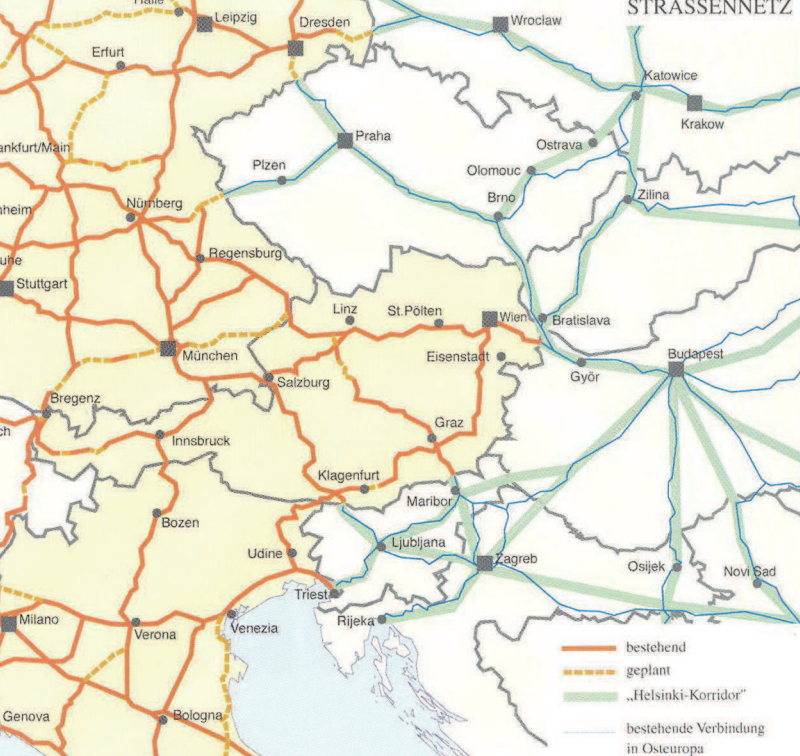 STRASSENNETZ
Halle
Leipzig
Dresden
Wroclaw
Erfurt
Katowice
Krakow
Praha
Ostrava
ankfurt/Main
Plzen
Olomouc
Brno
Zilina
nheim
Nürnberg
Regensburg
uhe
Stuttgart
Linz
St.Pölten
Wien
Bratislava
München
Eisenstadt
Budapest
Györ
Salzburg
Bregenz
Graz
ch
Innsbruck
Klagenfurt
Maribor
Bozen
Ljubljana
Udine
Zagreb
Osijek
Novi Sad
Triest
Milano
Verona
Venezia
Rijeka
Genova
Bologna
bestehend
geplant
„Helsinki-Korridor"
bestehende Verbindung
in Osteuropa